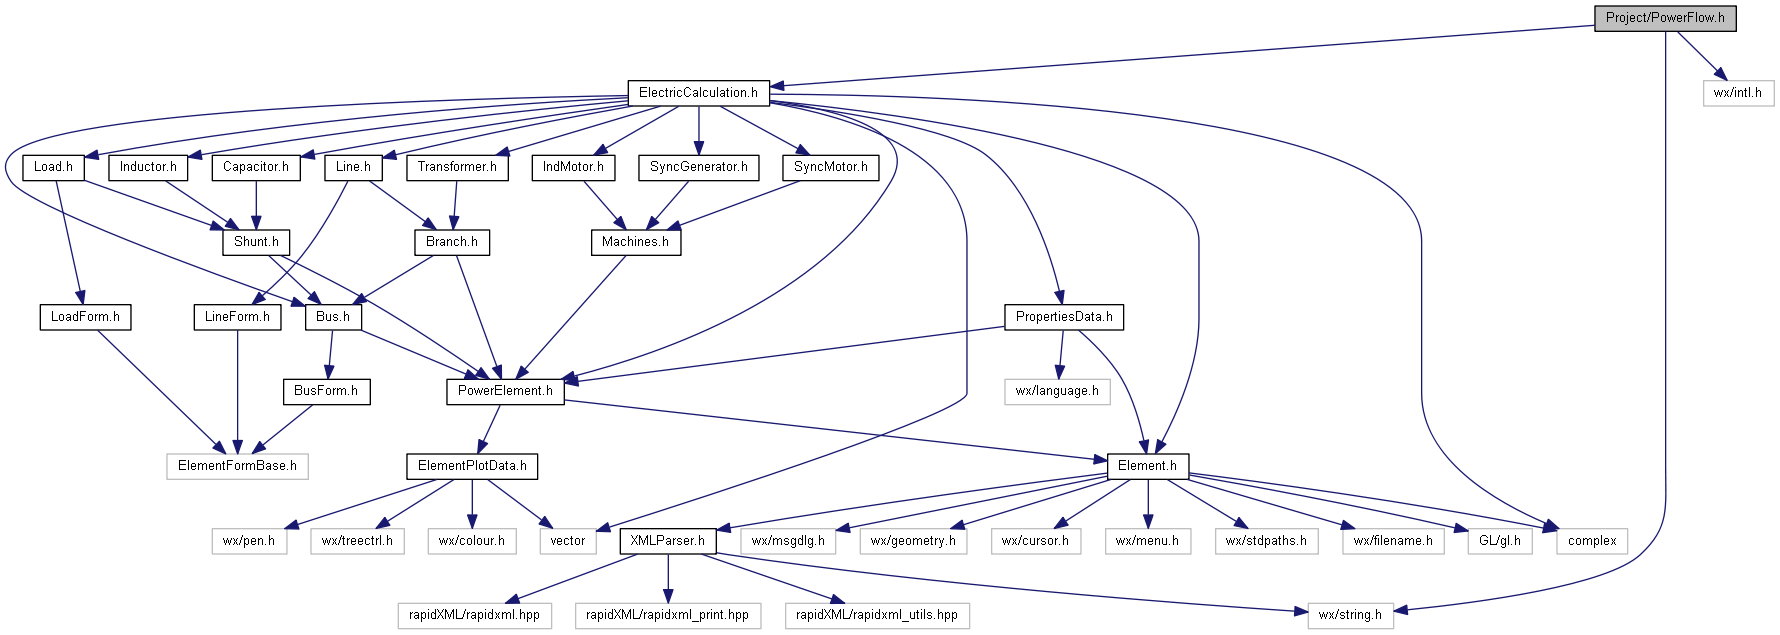 Project/PowerFlow.h
ElectricCalculation.h
wx/intl.h
Load.h
Inductor.h
Capacitor.h
Line.h
Transformer.h
IndMotor.h
SyncGenerator.h
SyncMotor.h
Shunt.h
Branch.h
Machines.h
LoadForm.h
LineForm.h
Bus.h
PropertiesData.h
BusForm.h
PowerElement.h
wx/language.h
ElementFormBase.h
ElementPlotData.h
Element.h
wx/pen.h
wx/treectrl.h
wx/colour.h
vector
XMLParser.h
wx/msgdlg.h
wx/geometry.h
wx/cursor.h
wx/menu.h
wx/stdpaths.h
wx/filename.h
GL/gl.h
complex
rapidXML/rapidxml.hpp
rapidXML/rapidxml_print.hpp
rapidXML/rapidxml_utils.hpp
wx/string.h